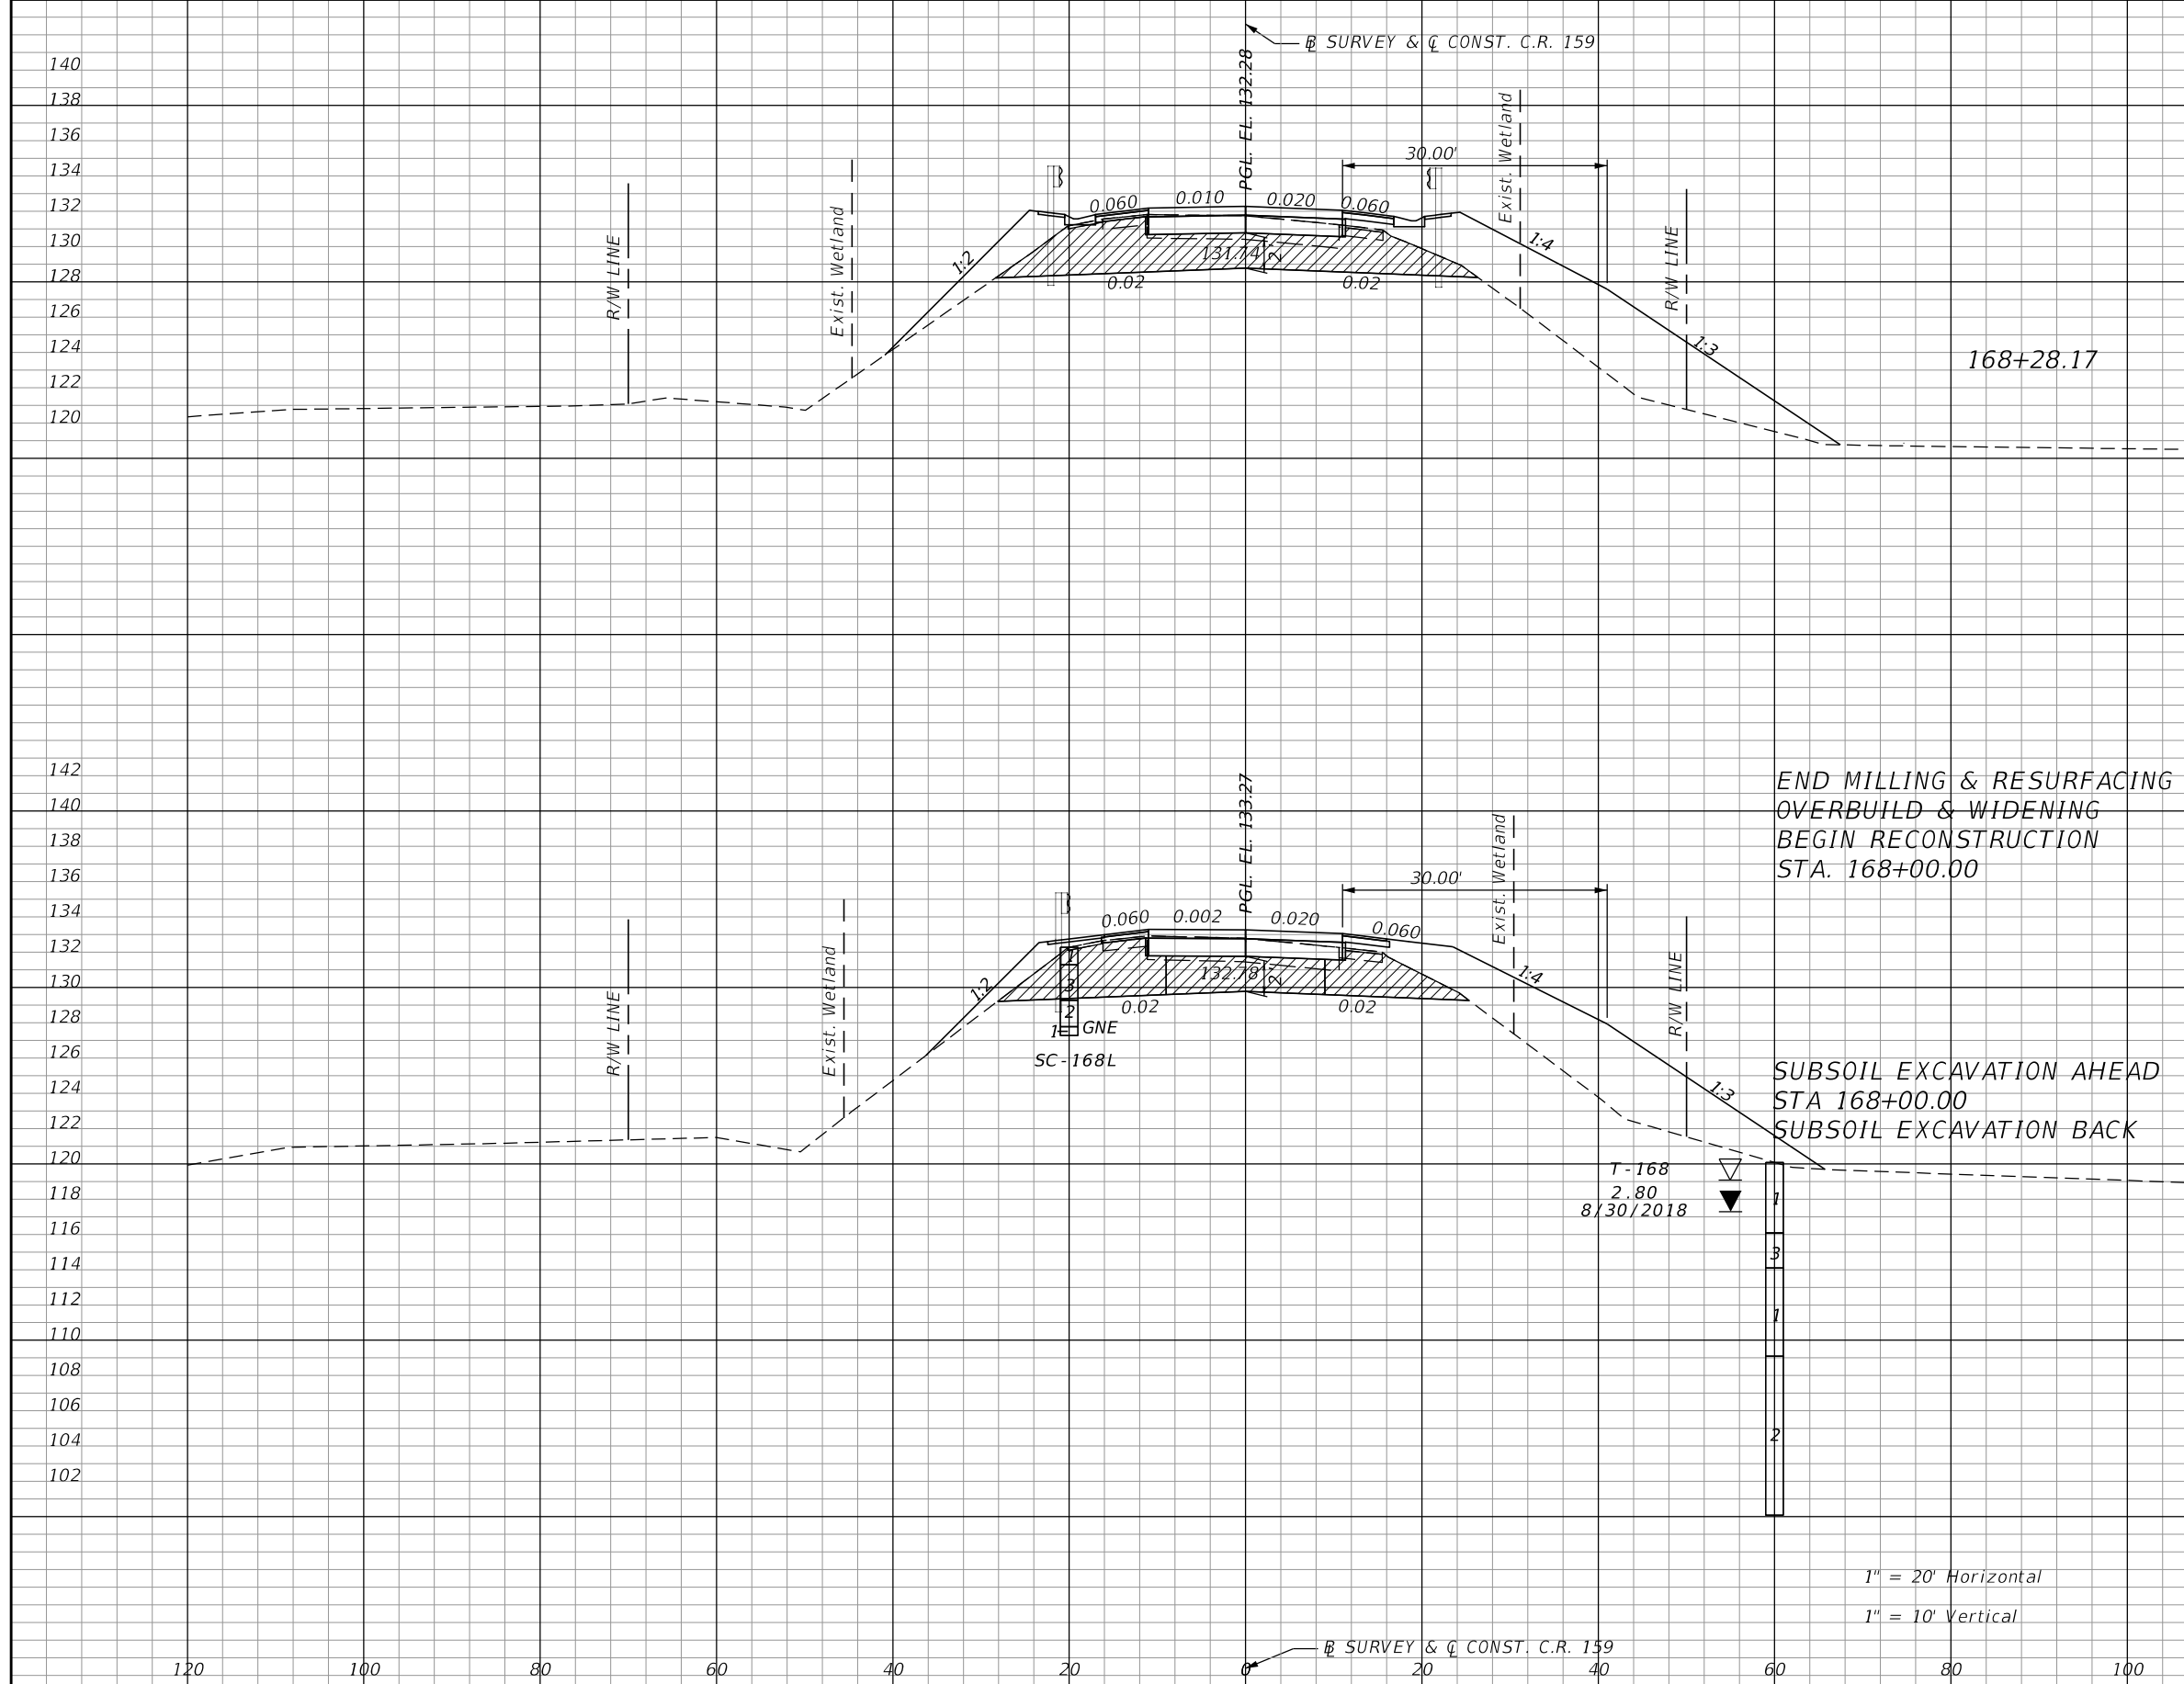 ℄ SURVEY & ℄ CONST. C.R. 159
140
138
136
134
132
130
128
126
124
122
120
PGL. EL. 132.28
Exist. Wetland
30.00'
0.060
0.010
0.020
0.060
R/W LINE
Exist. Wetland
1:2
131.74
2'
0.02
0.02
1:4
R/W LINE
1:3
168+28.17
142
140
138
136
134
132
130
128
126
124
122
120
118
116
114
112
110
108
106
104
102
PGL. EL. 133.27
END MILLING & RESURFACING
OVERBUILD & WIDENING
BEGIN RECONSTRUCTION
STA. 168+00.00
Exist. Wetland
30.00'
0.060
0.002
0.020
0.060
R/W LINE
Exist. Wetland
1:2
1
3
2
1
GNE
SC-168L
132.78
2'
0.02
0.02
1:4
R/W LINE
1:3
SUBSOIL EXCAVATION AHEAD
STA 168+00.00
SUBSOIL EXCAVATION BACK
T-168
2.80
8/30/2018
1
3
1
2
1" = 20' Horizontal
1" = 10' Vertical
℄ SURVEY & ℄ CONST. C.R. 159
120 100 80 60 40 20 0 20 40 60 80 100